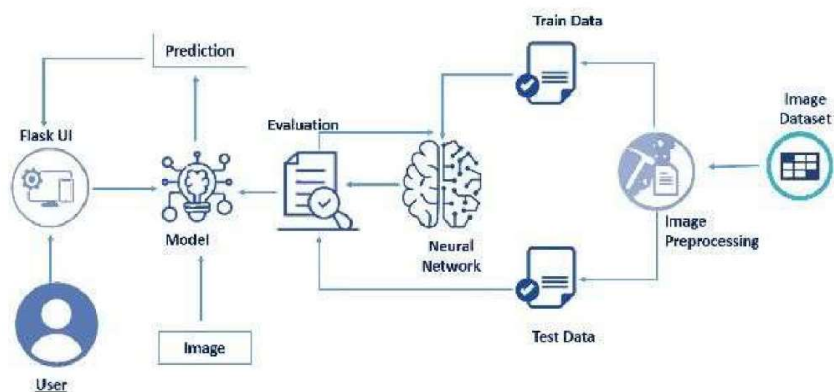 Train Data
Prediction
Image
Dataset
Flask UI
Evaluation
Model
Neural
Network
Image
Preprocessing
Image
Test Data
User